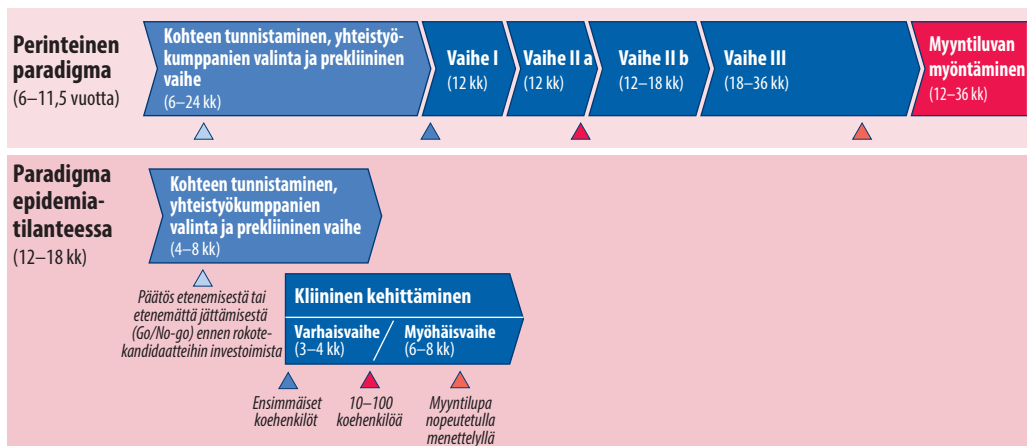 Perinteinen
paradigma
(6–11,5 vuotta)
Kohteen tunnistaminen, yhteistyö-
kumppanien valinta ja prekliininen
vaihe
(6–24 kk)
Vaihe I
(12 kk)
Vaihe II a
(12 kk)
Vaihe II b
(12–18 kk)
Vaihe III
(18–36 kk)
Myyntiluvan
myöntäminen
(12–36 kk)
Paradigma
epidemia-
tilanteessa
(12–18 kk)
Kohteen tunnistaminen,
yhteistyökumppanien
valinta ja prekliininen vaihe
(4–8 kk)
Päätös etenemisestä tai
etenemättä jättämisestä
(Go/No-go) ennen rokote-
kandidaatteihin investoimista
Kliininen kehittäminen
Varhaisvaihe
(3–4 kk)
Myöhäisvaihe
(6–8 kk)
Ensimmäiset
koehenkilöt
10–100
koehenkilöä
Myyntilupa
nopeutetulla
menettelyllä